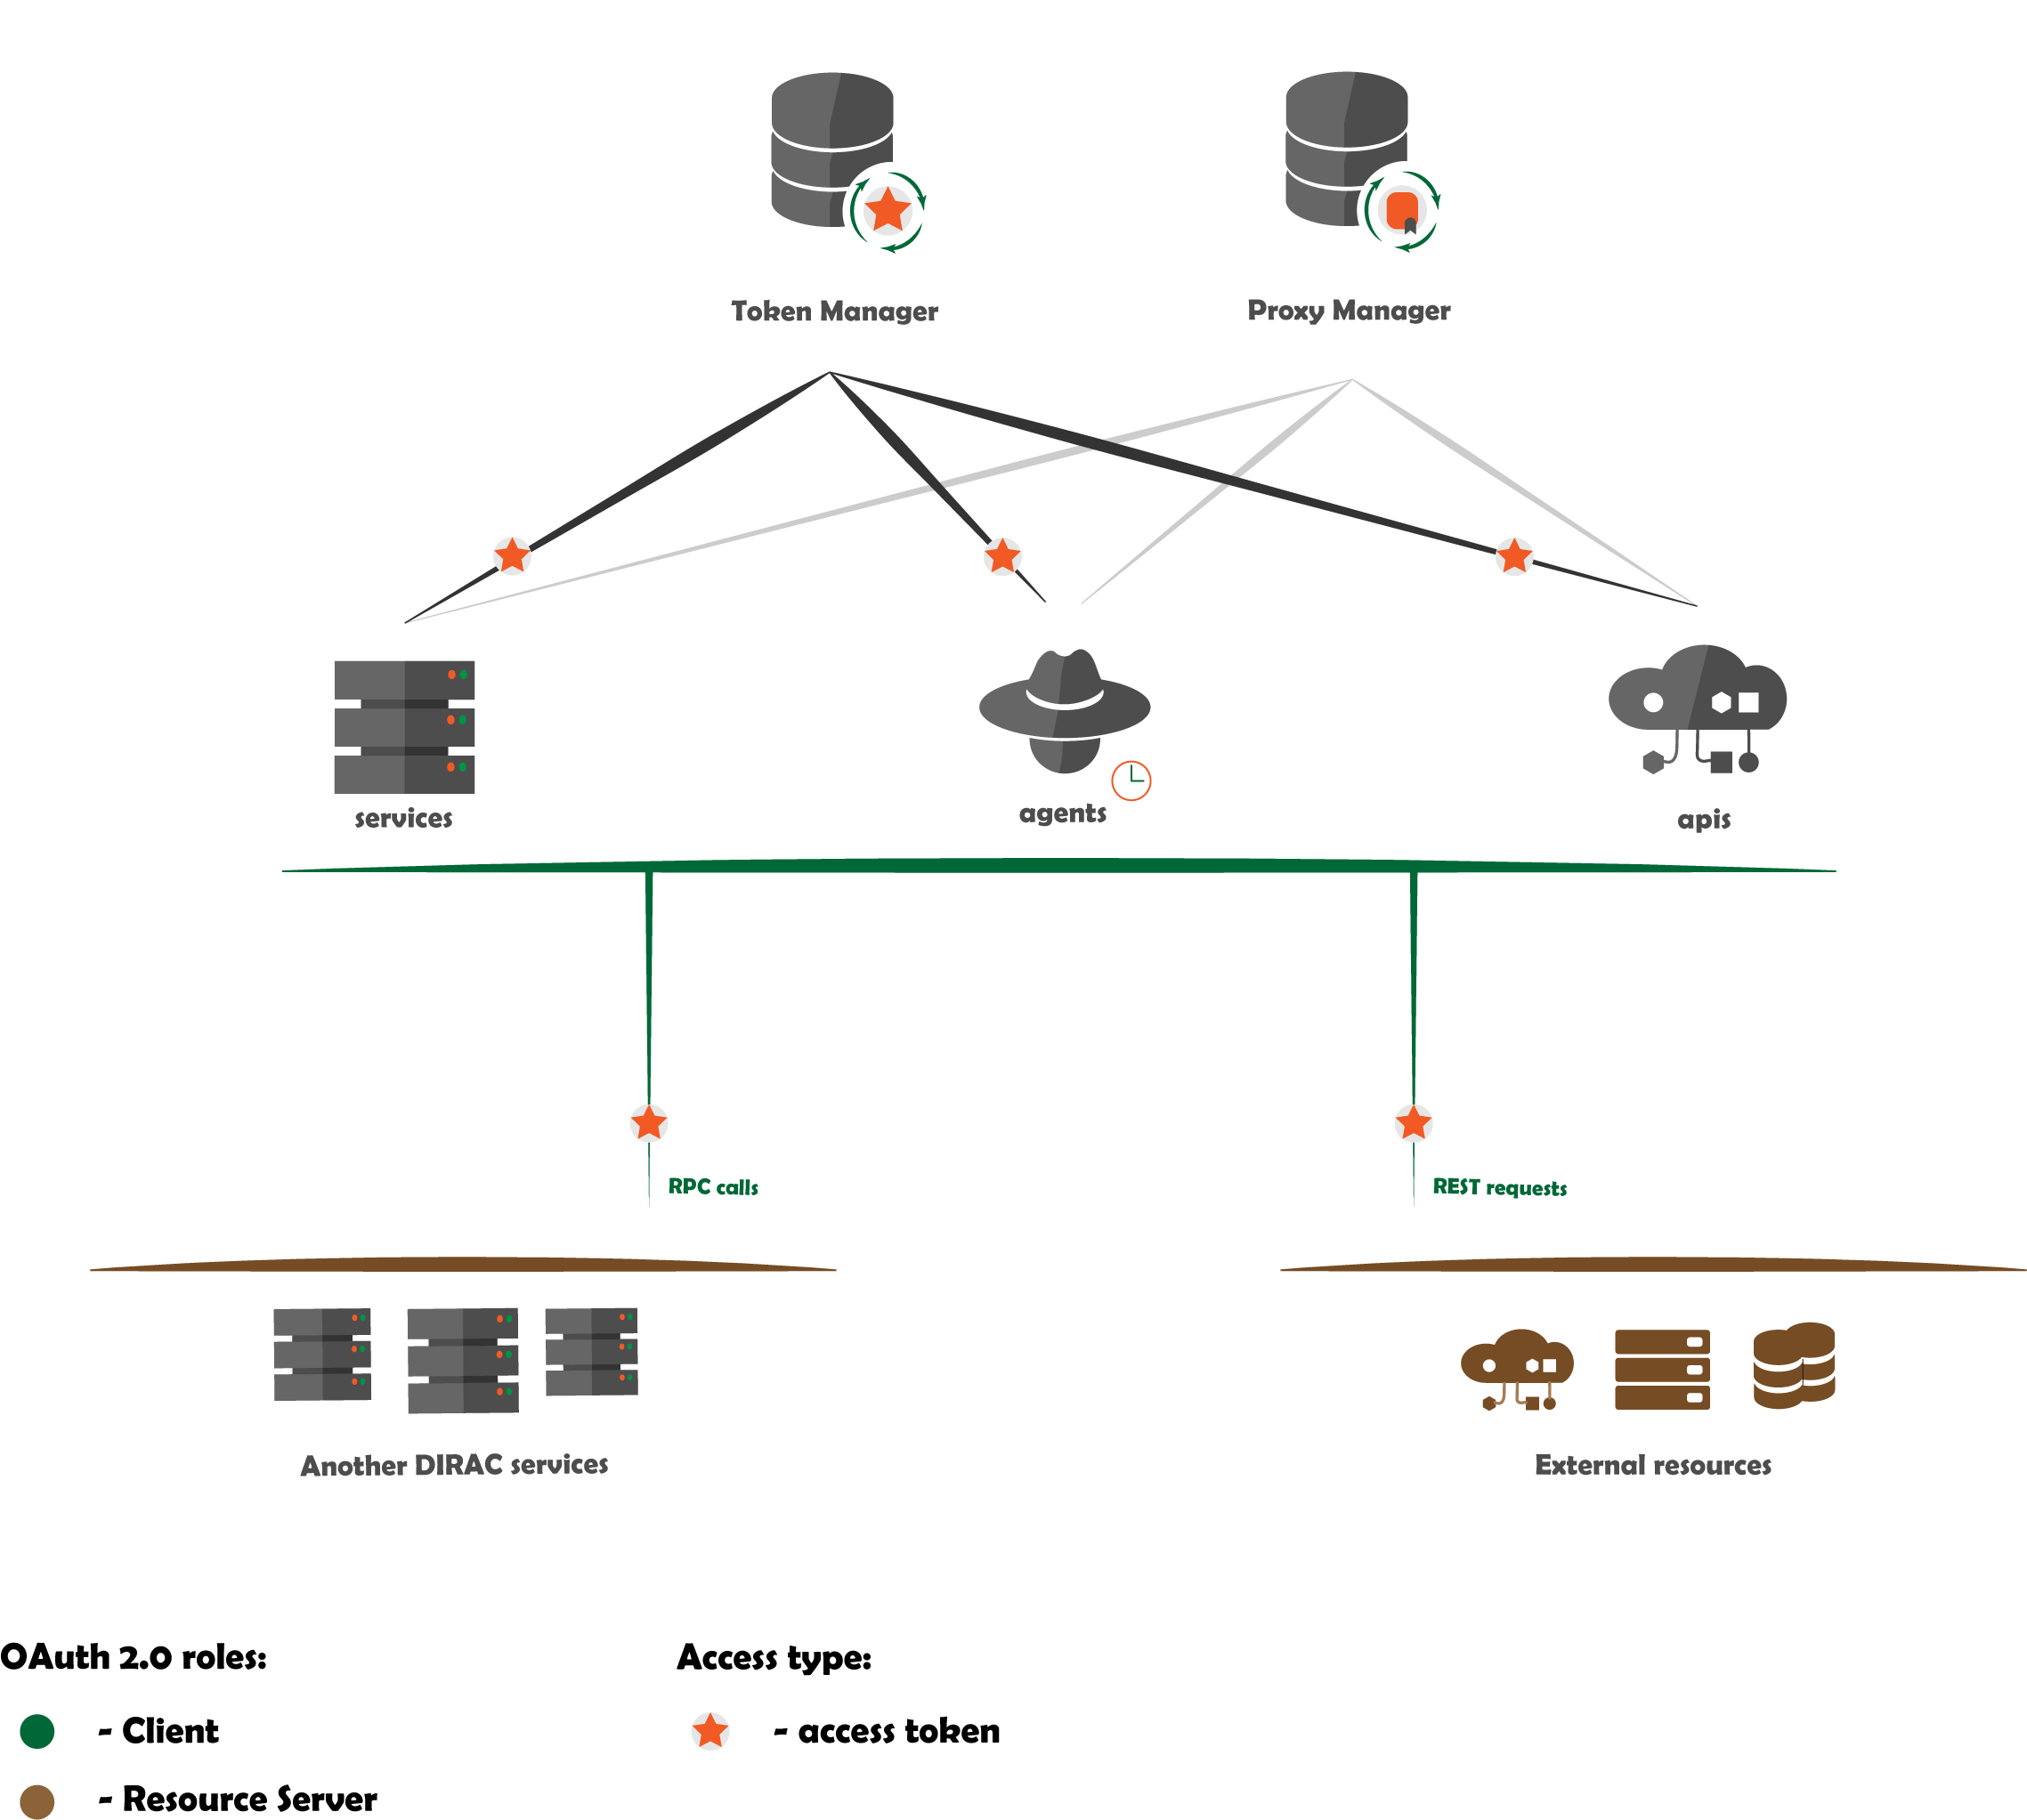 Token Manager
Proxy Manager
services
agents
apis
RPC calls
REST requests
Another DIRAC services
External resources
OAuth 2.0 roles:
- Client
- Resource Server
Access type:
- access token